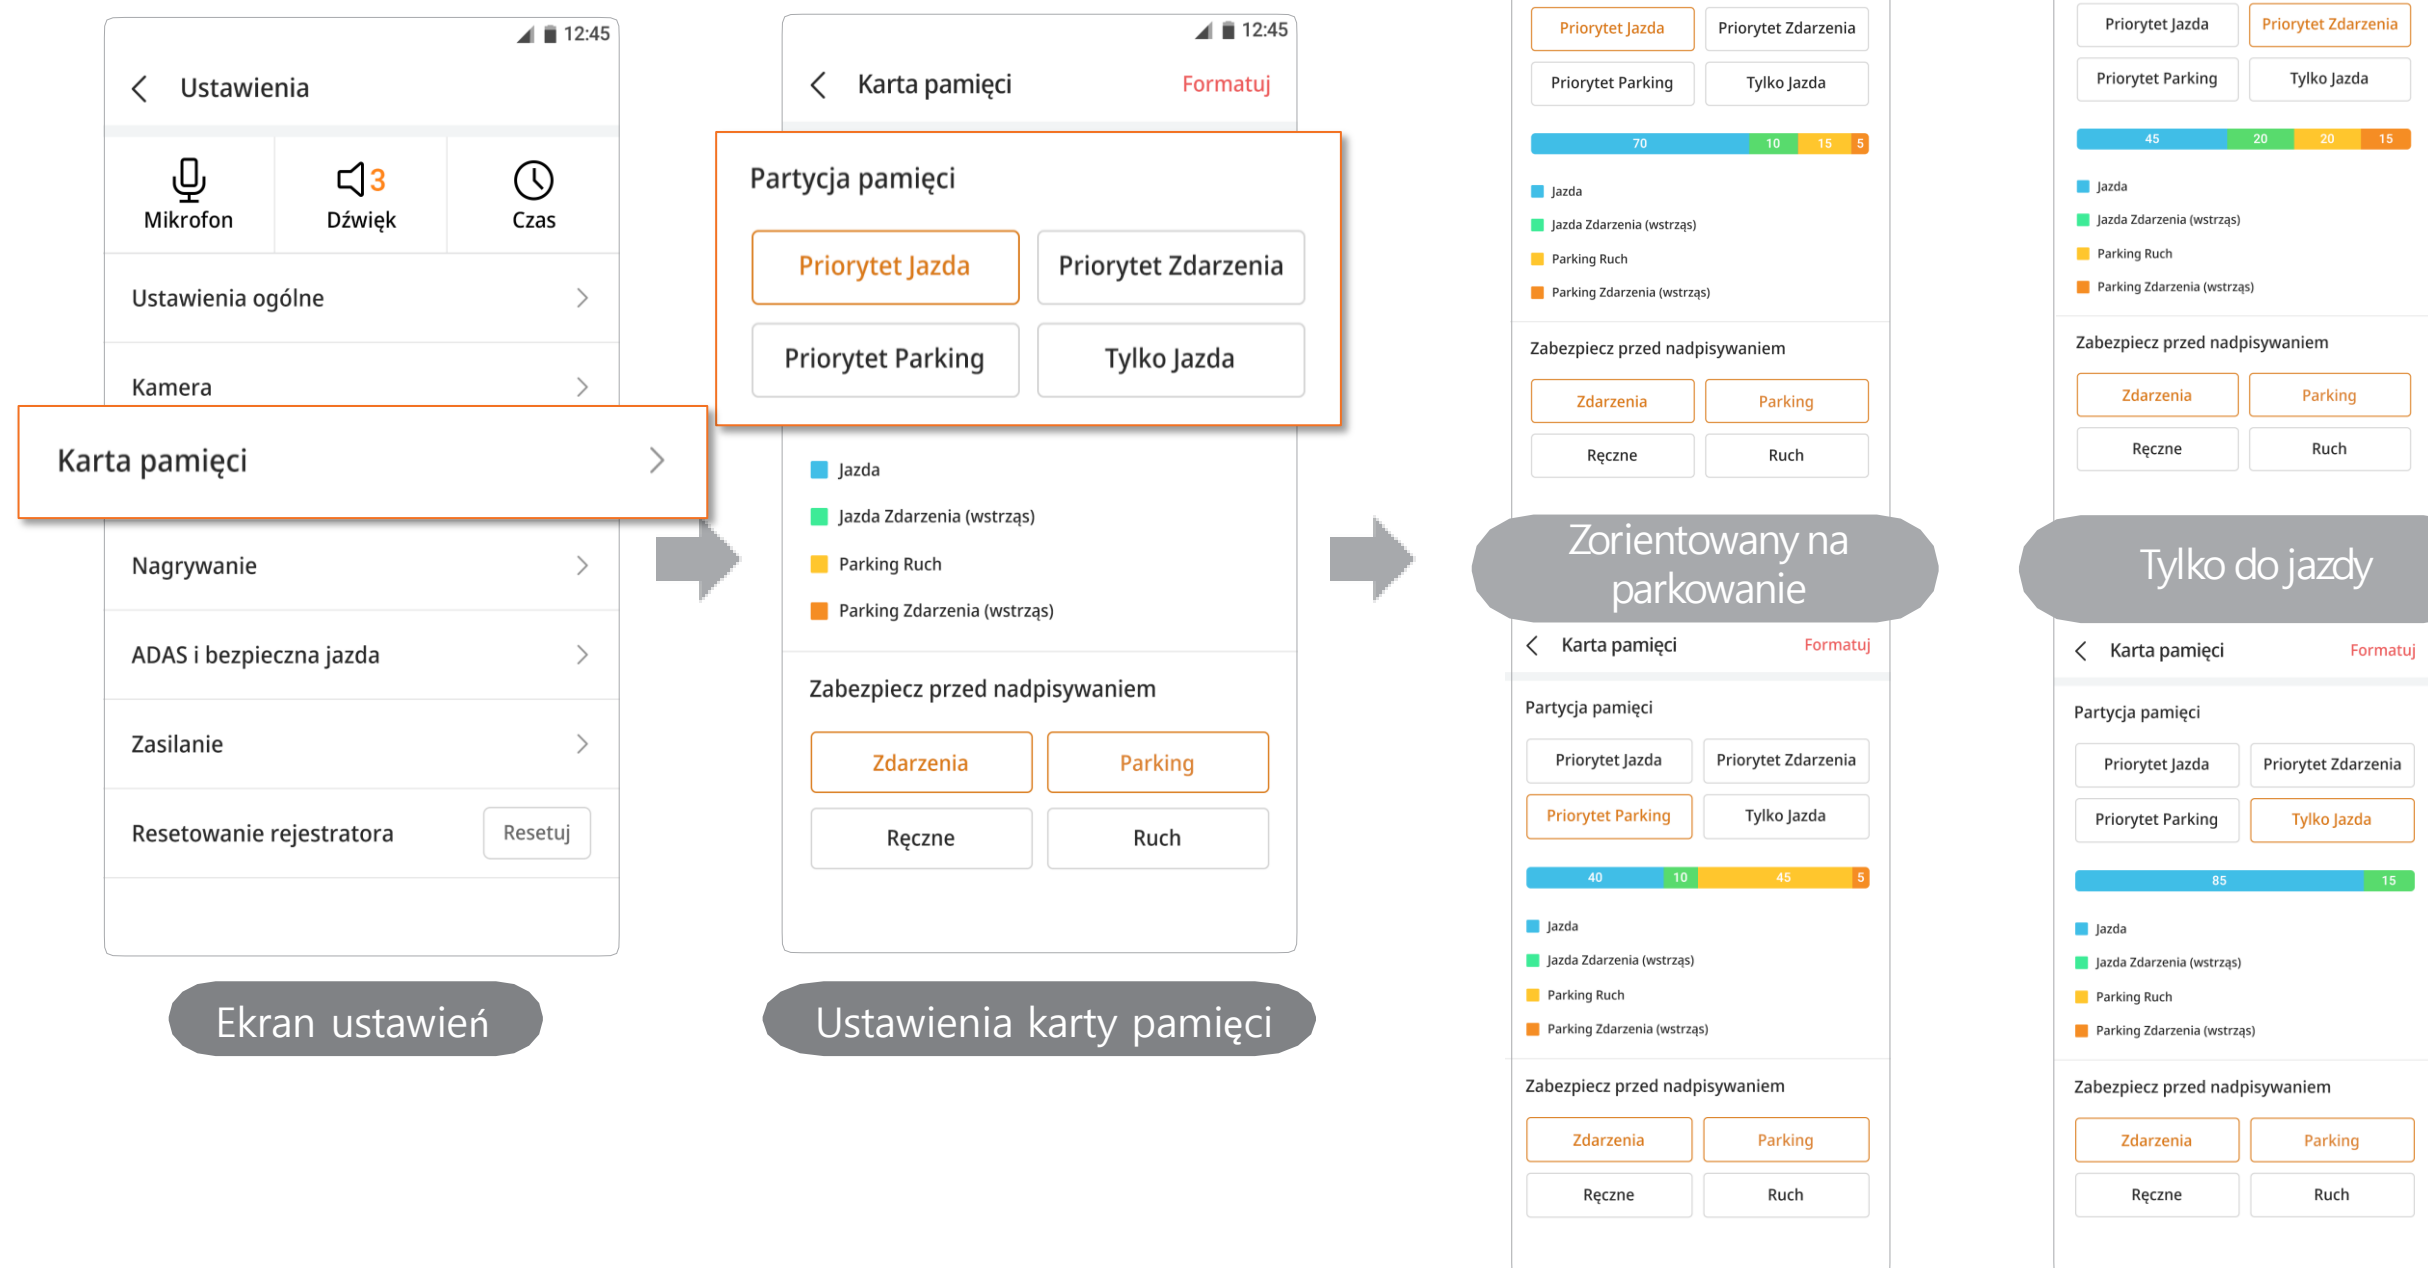 12:45
Ustawienia
Mikrofon
3
Dźwięk
Czas
Ustawienia ogólne
Kamera
Karta pamięci
Nagrywanie
ADAS i bezpieczna jazda
Zasilanie
Resetowanie rejestratora
Resetuj
Ekran ustawień
12:45
Karta pamięci
Formatuj
Partycja pamięci
Priorytet Jazda
Priorytet Zdarzenia
Priorytet Parking
Tylko Jazda
Jazda
Jazda Zdarzenia (wstrząs)
Parking Ruch
Parking Zdarzenia (wstrząs)
Zabezpiecz przed nadpisywaniem
Zdarzenia
Parking
Ręczne
Ruch
Ustawienia karty pamięci
Priorytet Jazda
Priorytet Zdarzenia
Priorytet Parking
Tylko Jazda
70 10 15 5
Jazda
Jazda Zdarzenia (wstrząs)
Parking Ruch
Parking Zdarzenia (wstrząs)
Zabezpiecz przed nadpisywaniem
Zdarzenia
Parking
Ręczne
Ruch
Priorytet Jazda
Priorytet Zdarzenia
Priorytet Parking
Tylko Jazda
45 20 20 15
Jazda
Jazda Zdarzenia (wstrząs)
Parking Ruch
Parking Zdarzenia (wstrząs)
Zabezpiecz przed nadpisywaniem
Zdarzenia
Parking
Ręczne
Ruch
Zorientowany na
parkowanie
Karta pamięci
Formatuj
Partycja pamięci
Priorytet Jazda
Priorytet Zdarzenia
Priorytet Parking
Tylko Jazda
40 10 45 5
Jazda
Jazda Zdarzenia (wstrząs)
Parking Ruch
Parking Zdarzenia (wstrząs)
Zabezpiecz przed nadpisywaniem
Zdarzenia
Parking
Ręczne
Ruch
Tylko do jazdy
Karta pamięci
Formatuj
Partycja pamięci
Priorytet Jazda
Priorytet Zdarzenia
Priorytet Parking
Tylko Jazda
85 15
Jazda
Jazda Zdarzenia (wstrząs)
Parking Ruch
Parking Zdarzenia (wstrząs)
Zabezpiecz przed nadpisywaniem
Zdarzenia
Parking
Ręczne
Ruch